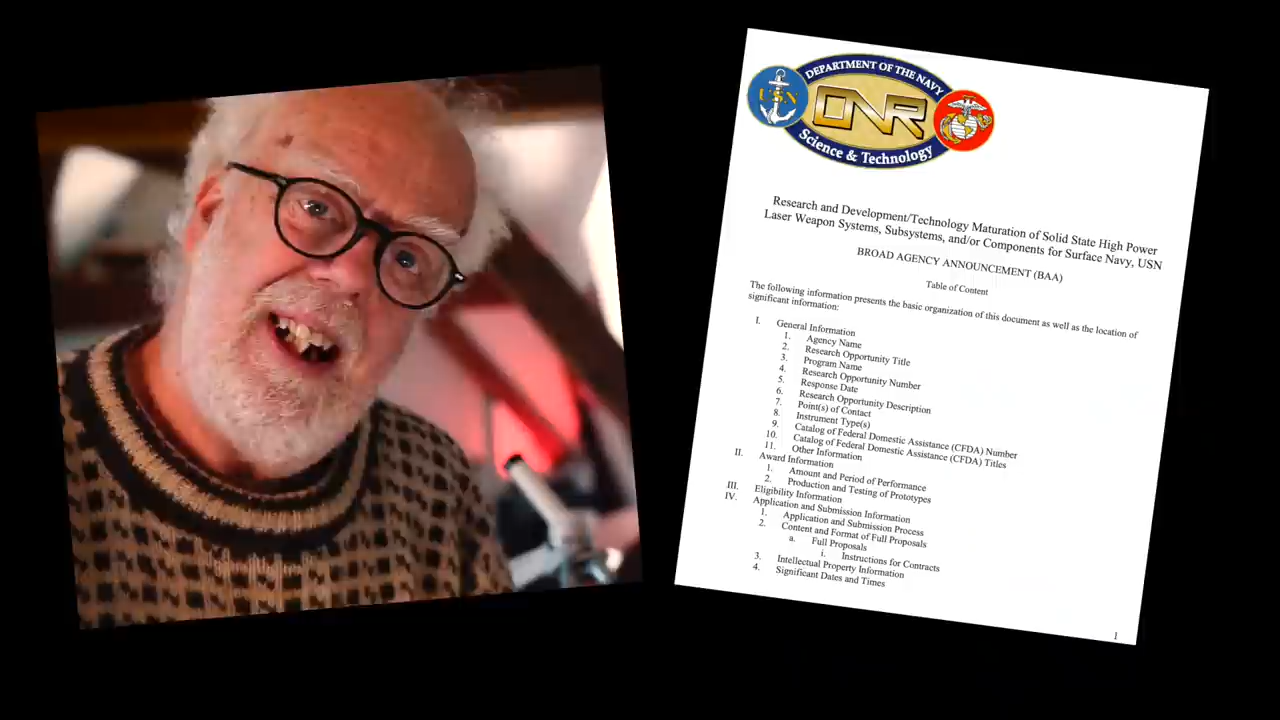 DEPARTMENT OF THE NAVY
USN
ONR
Science & Technology
Research and Development/Technology Maturation of Solid State High Power
Laser Weapon Systems, Subsystems, and/or Components for Surface Navy, USN
BROAD AGENCY ANNOUNCEMENT (BAA)
Table of Content
The following information presents the basic organization of this document as well as the location of
significant information:
I. General Information
1. Agency Name
2. Research Opportunity Title
3. Program Name
4. Research Opportunity Number
5. Response Date
6. Research Opportunity Description
7. Point(s) of Contact
8. Instrument Type(s)
9. Catalog of Federal Domestic Assistance (CFDA) Number
10. Catalog of Federal Domestic Assistance (CFDA) Titles
11. Other Information
II. Award Information
1. Amount and Period of Performance
2. Production and Testing of Prototypes
III. Eligibility Information
IV. Application and Submission Information
1. Application and Submission Process
2. Content and Format of Full Proposals
a. Full Proposals
i. Instructions for Contracts
3. Intellectual Property Information
4. Significant Dates and Times
1